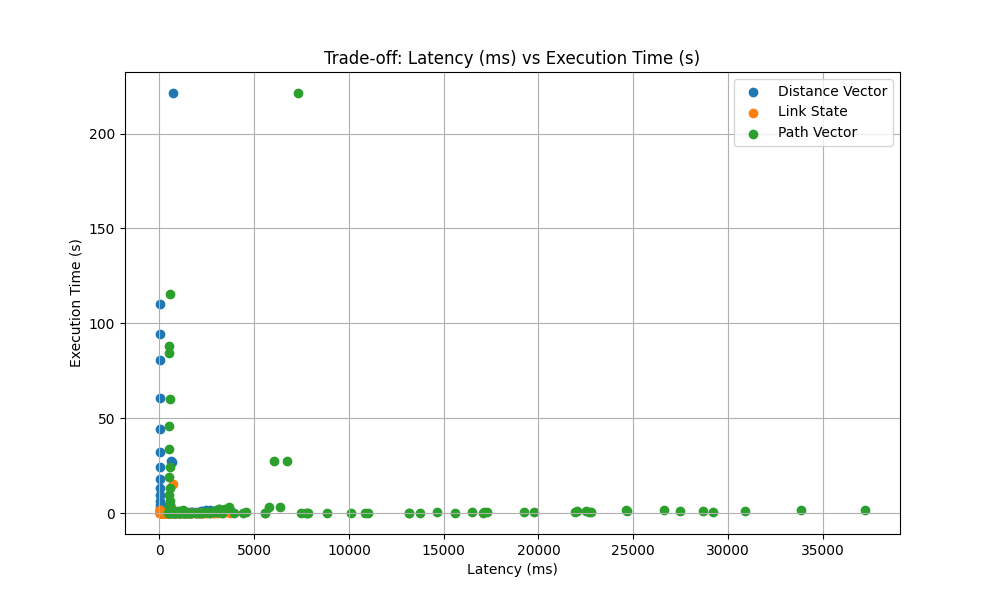 Trade-off: Latency (ms) vs Execution Time (s)
Distance Vector
Link State
Path Vector
Execution Time (s)
200
150
100
50
0
0 5000 10000 15000 20000 25000 30000 35000
Latency (ms)